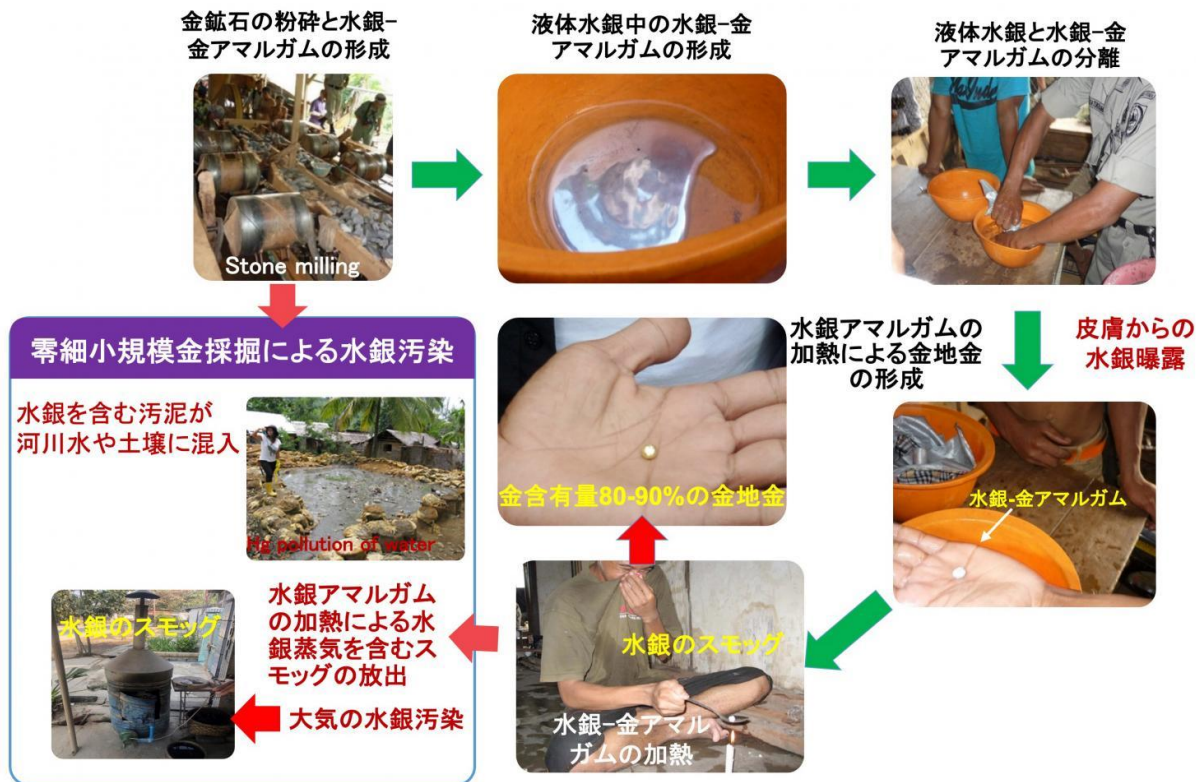 金鉱石の粉砕と水銀−
金アマルガムの形成
液体水銀中の水銀−金
アマルガムの形成
液体水銀と水銀−金
アマルガムの分離
Stone milling
零細小規模金採掘による水銀汚染
水銀を含む汚泥が
河川水や土壌に混入
Hg pollution of water
水銀のスモッグ
水銀アマルガム
の加熱による水
銀蒸気を含むス
モッグの放出
大気の水銀汚染
水銀アマルガムの
加熱による金地金
の形成
皮膚からの
水銀曝露
金含有量80-90%の金地金
水銀-金アマルガム
水銀のスモッグ
水銀−金アマル
ガムの加熱